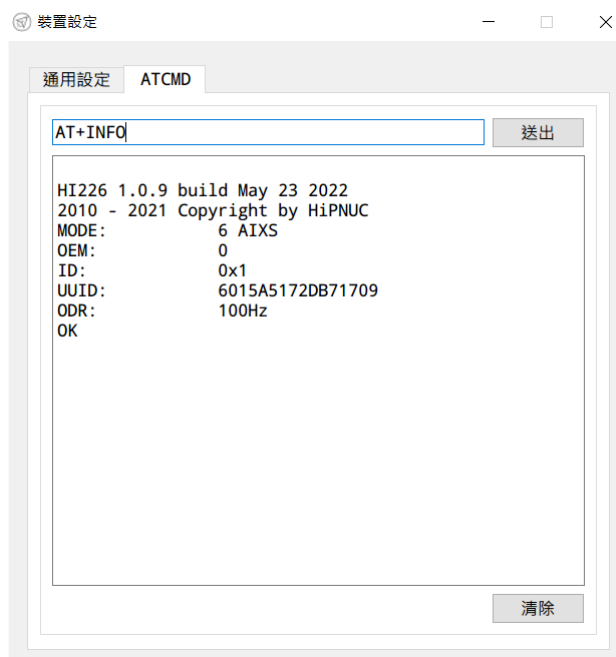 裝置設定
通用設定 ATCMD
AT+INFO 送出
HI226 1.0.9 build May 23 2022
2010 - 2021 Copyright by HiPNUC
MODE: 6 AIXS
OEM: 0
ID: 0x1
UUID: 6015A5172DB71709
ODR: 100Hz
OK
清除